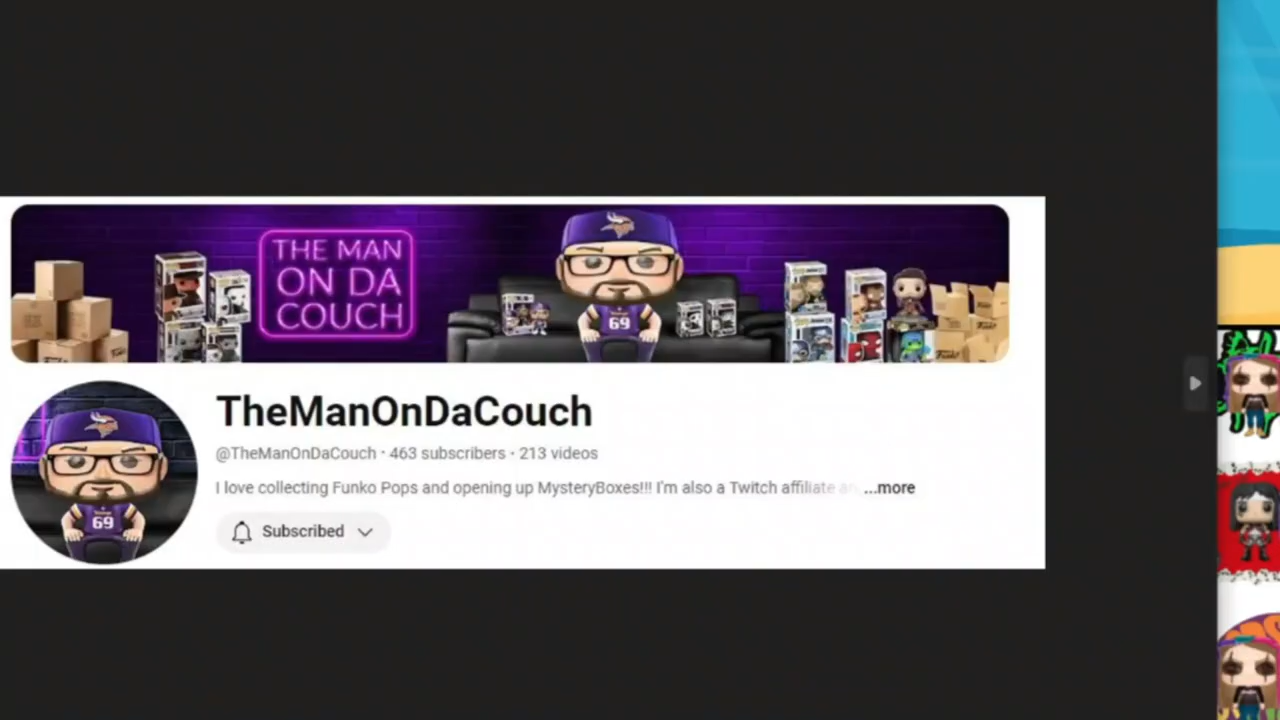 THE MAN
ON DA
COUCH
69
TheManOnDaCouch
@TheManOnDaCouch · 463 subscribers · 213 videos
I love collecting Funko Pops and opening up MysteryBoxes!!! I'm also a Twitch affiliate ...more
69
Subscribed